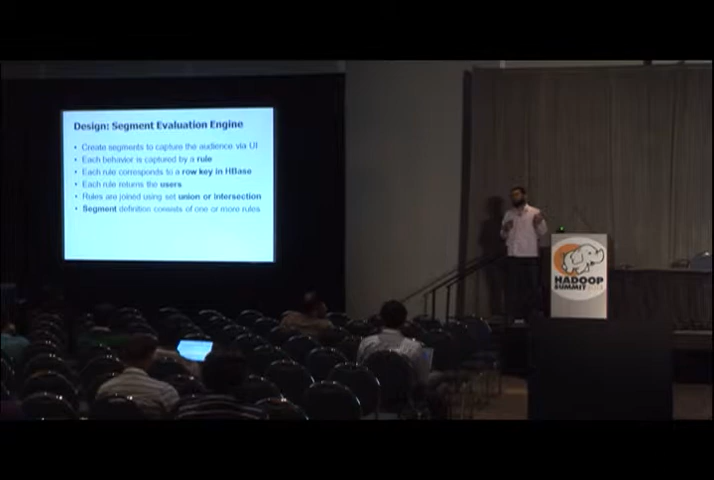 Design: Segment Evaluation Engine
• Create segments to capture the audience via UI
• Each behavior is captured by a rule
• Each rule corresponds to a row key in HBase
• Each rule returns the users
• Rules are joined using set union or intersection
• Segment definition consists of one or more rules
HADOOP
SUMMIT